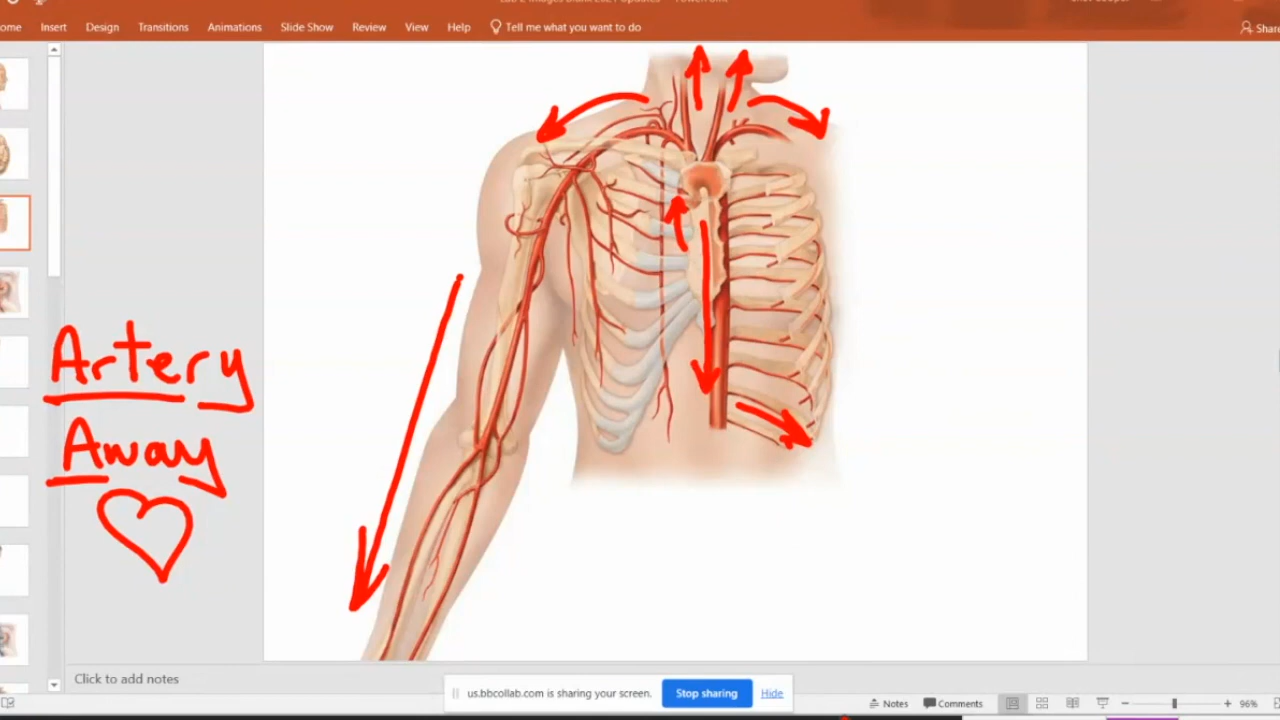 Insert Design Transitions Animations Slide Show Review View Help Tell me what you want to do
Artery
Away
Click to add notes
us.bbcollab.com is sharing your screen. Stop sharing Hide
Notes Comments 96%